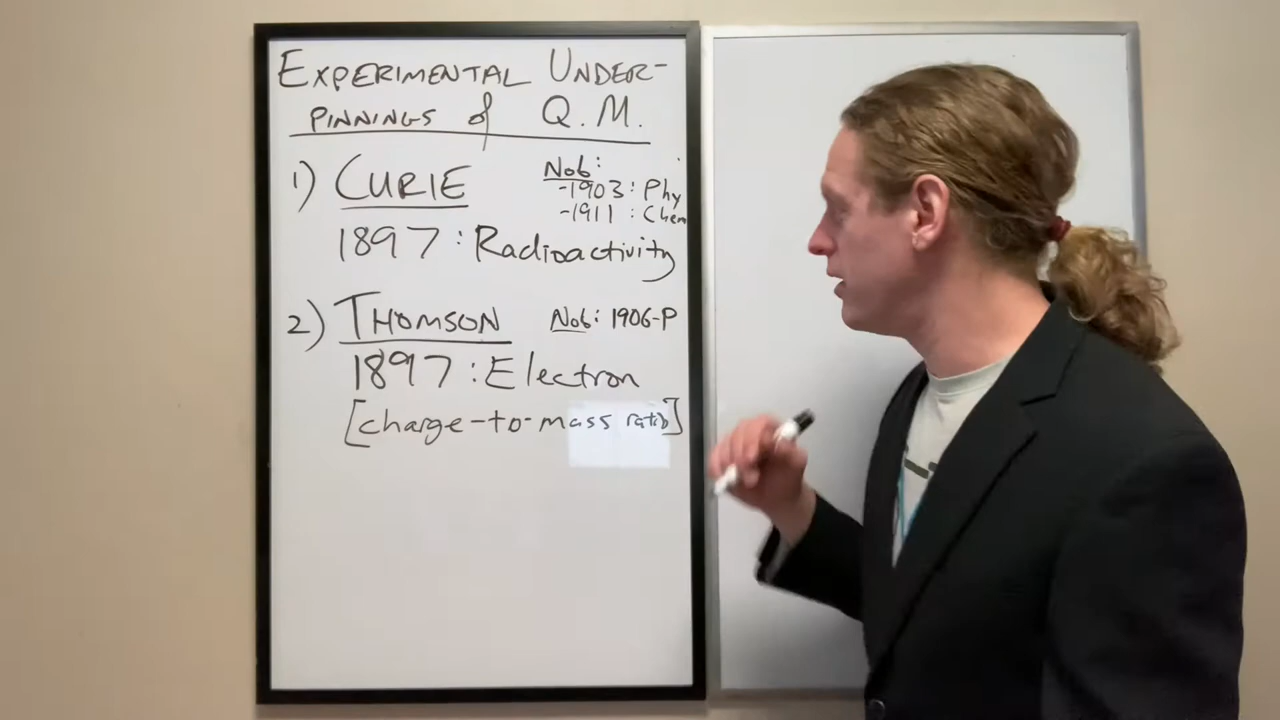 EXPERIMENTAL UNDER-
PINNINGS of Q.M.
1) CURIE
Nob:
-1903: Phy
-1911: Chem
1897: Radioactivity
2) THOMSON Nob: 1906-P
1897: Electron
[charge-to-mass ratio]